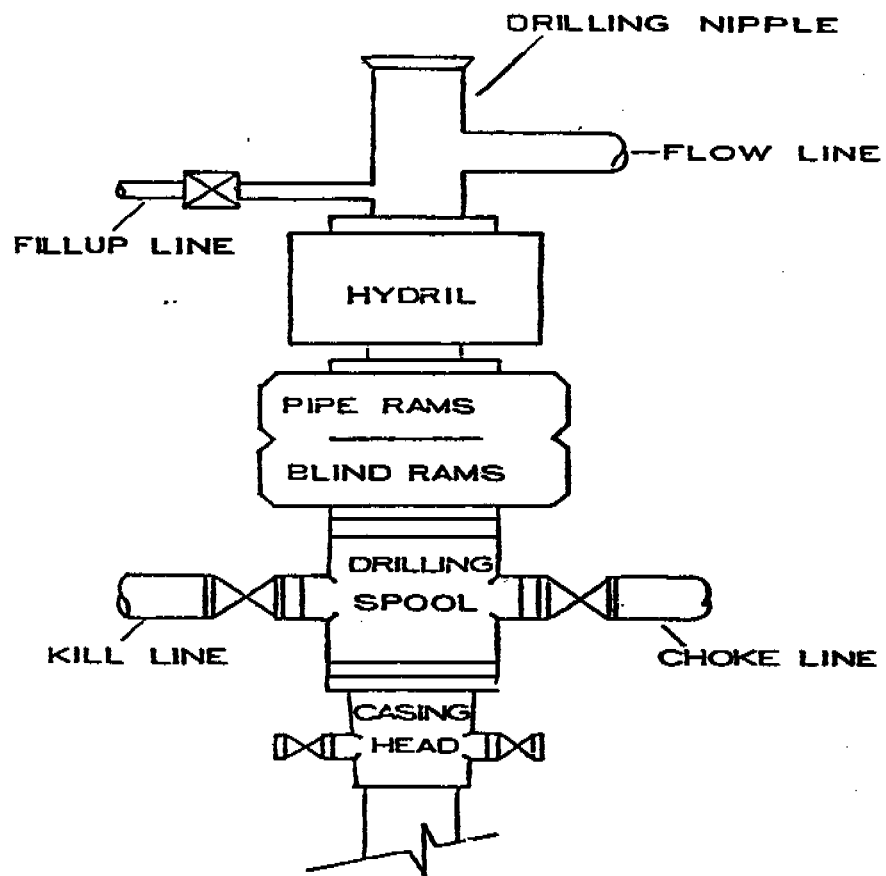 DRILLING NIPPLE
FLOW LINE
FILLUP LINE
HYDRIL
PIPE RAMS
BLIND RAMS
DRILLING
SPOOL
KILL LINE
CHOKE LINE
CASING
HEAD